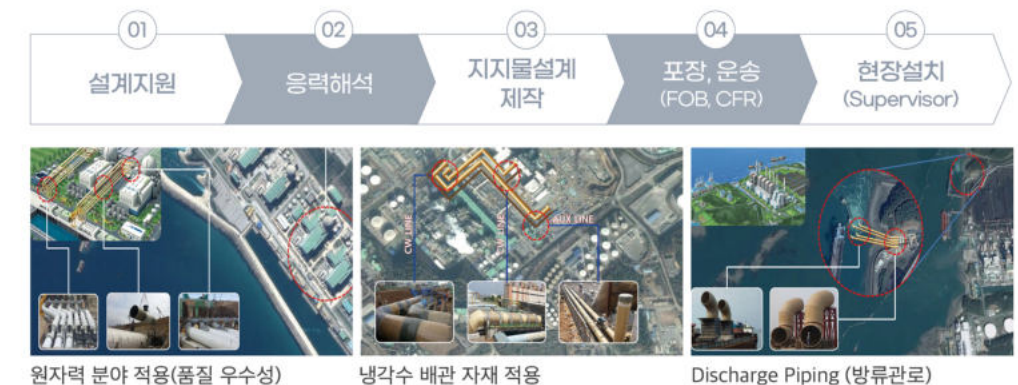 01
02
03
04
05
설계지원
응력해석
지지물설계
제작
포장, 운송
(FOB, CFR)
현장설치
(Supervisor)
CW LINE
CW LINE
AUX LINE
원자력 분야 적용(품질 우수성)
냉각수 배관 자재 적용
Discharge Piping (방류관로)